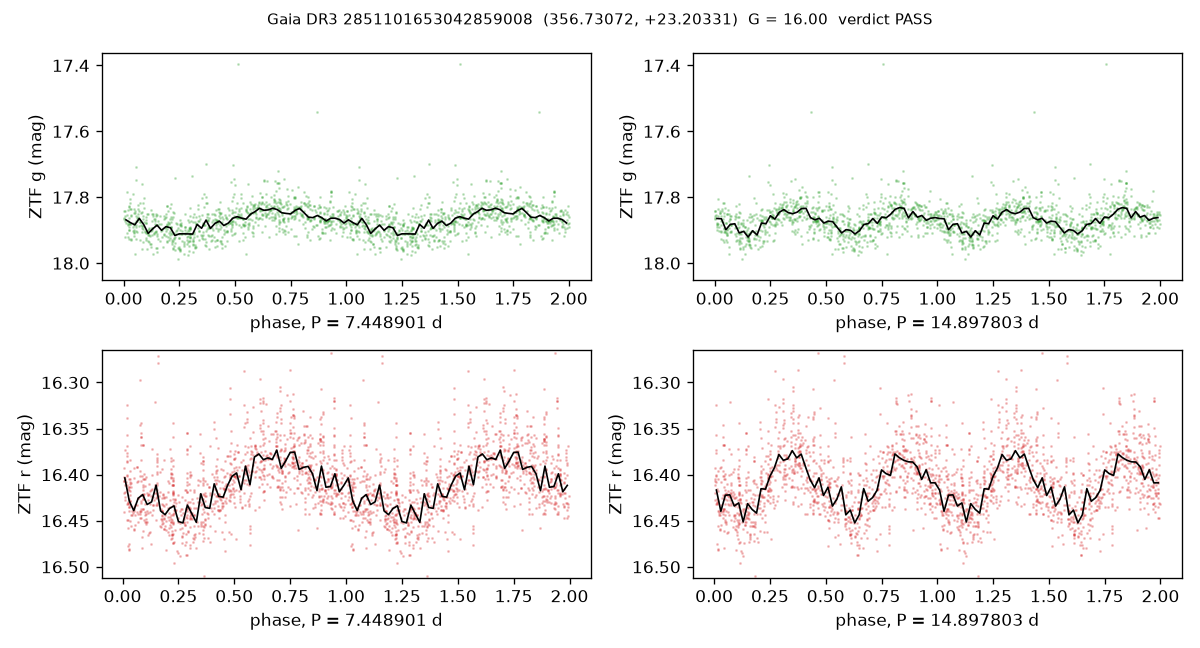 Gaia DR3 2851101653042859008 (356.73072, +23.20331) G = 16.00 verdict PASS
ZTF g (mag)
17.4
17.6
17.8
18.0
0.00 0.25 0.50 0.75 1.00 1.25 1.50 1.75 2.00
phase, P = 7.448901 d
ZTF g (mag)
17.4
17.6
17.8
18.0
0.00 0.25 0.50 0.75 1.00 1.25 1.50 1.75 2.00
phase, P = 14.897803 d
ZTF r (mag)
16.30
16.35
16.40
16.45
16.50
0.00 0.25 0.50 0.75 1.00 1.25 1.50 1.75 2.00
phase, P = 7.448901 d
ZTF r (mag)
16.30
16.35
16.40
16.45
16.50
0.00 0.25 0.50 0.75 1.00 1.25 1.50 1.75 2.00
phase, P = 14.897803 d